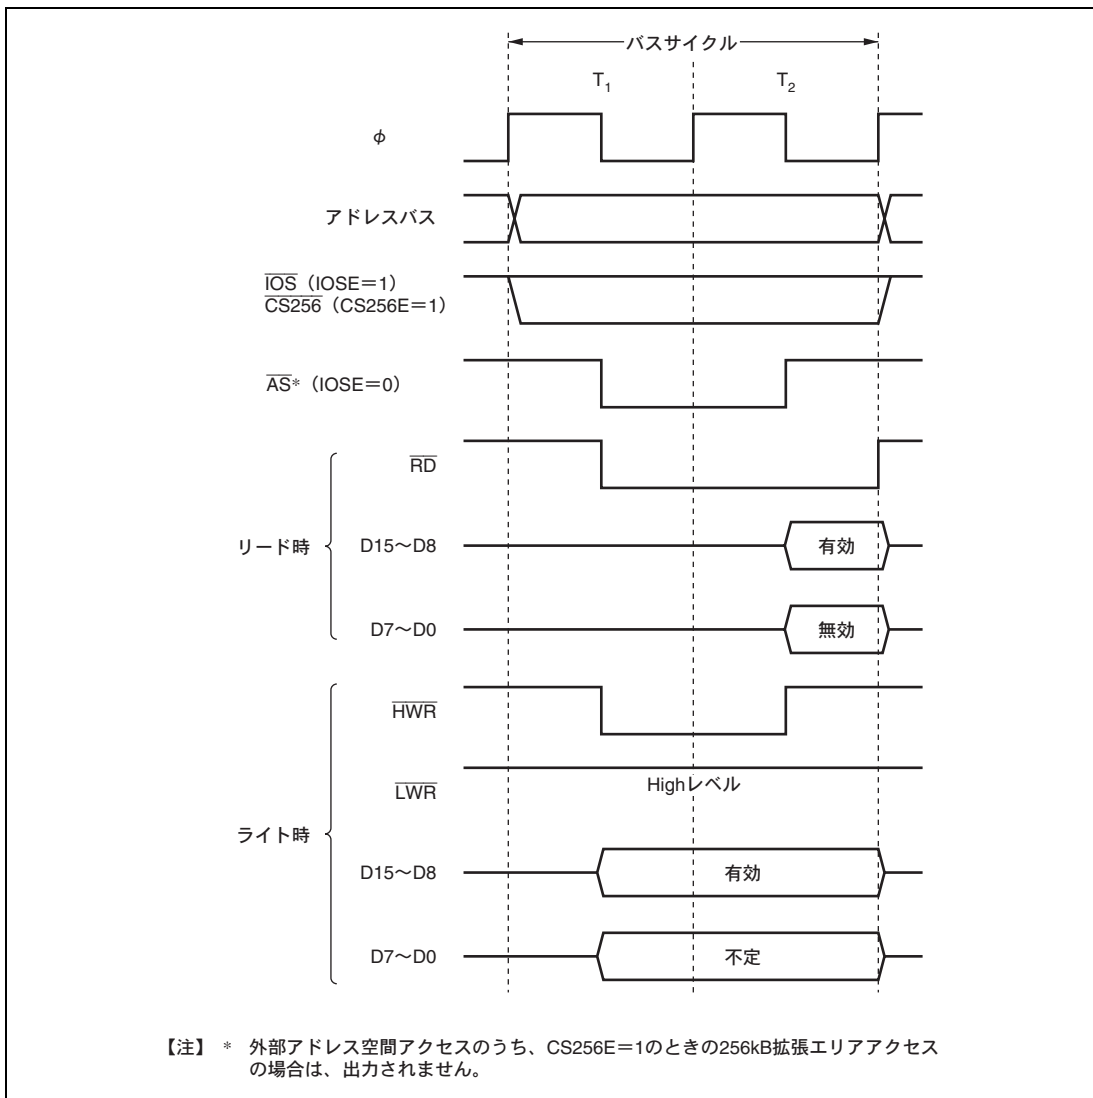 バスサイクル
T1 T2
φ
アドレスバス
IOS（IOSE＝1）
CS256（CS256E＝1）
AS*（IOSE＝0）
RD
リード時
D15～D8 有効
D7～D0 無効
HWR
LWR Highレベル
ライト時
D15～D8 有効
D7～D0 不定
【注】 * 外部アドレス空間アクセスのうち、CS256E＝1のときの256kB拡張エリアアクセス
の場合は、出力されません。